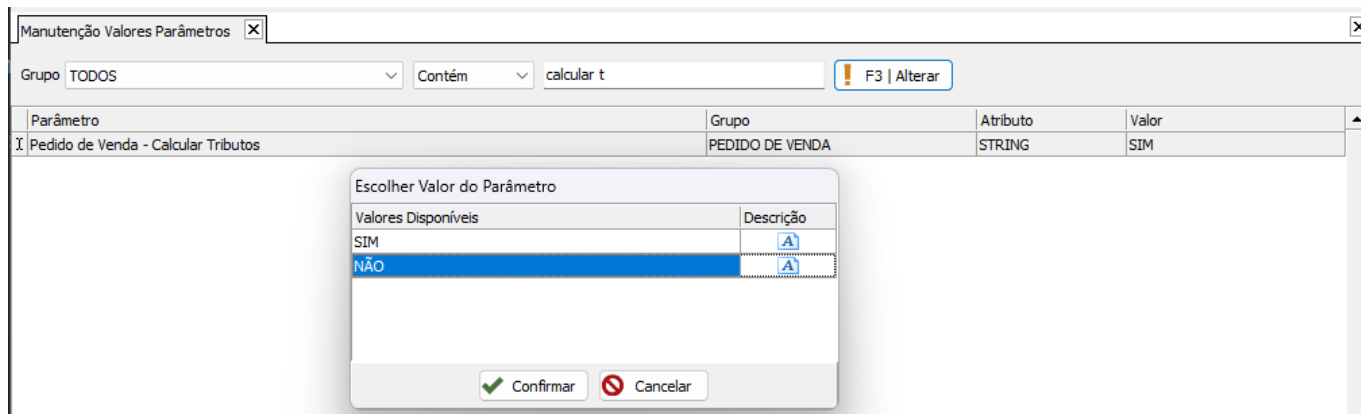 Manutenção Valores Parâmetros
Grupo TODOS Contém calcular t F3 | Alterar
Parâmetro Grupo Atributo Valor
Pedido de Venda - Calcular Tributos PEDIDO DE VENDA STRING SIM
Escolher Valor do Parâmetro
Valores Disponíveis Descrição
SIM
NÃO
Confirmar Cancelar